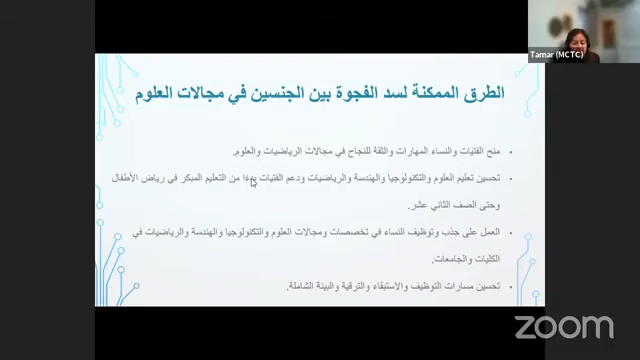 Tamar (MCTC)
الطرق الممكنة لسد الفجوة بين الجنسين في مجالات العلوم
• منح الفتيات والنساء المهارات والثقة للنجاح في مجالات الرياضيات والعلوم.
• تحسين تعليم العلوم والتكنولوجيا والهندسة والرياضيات ودعم الفتيات بدءًا من التعليم المبكر في رياض الأطفال
وحتى الصف الثاني عشر.
• العمل على جذب وتوظيف النساء في تخصصات ومجالات العلوم والتكنولوجيا والهندسة والرياضيات في
الكليات والجامعات.
• تحسين مسارات التوظيف والاستبقاء والترقية والبيئة الشاملة.
zoom